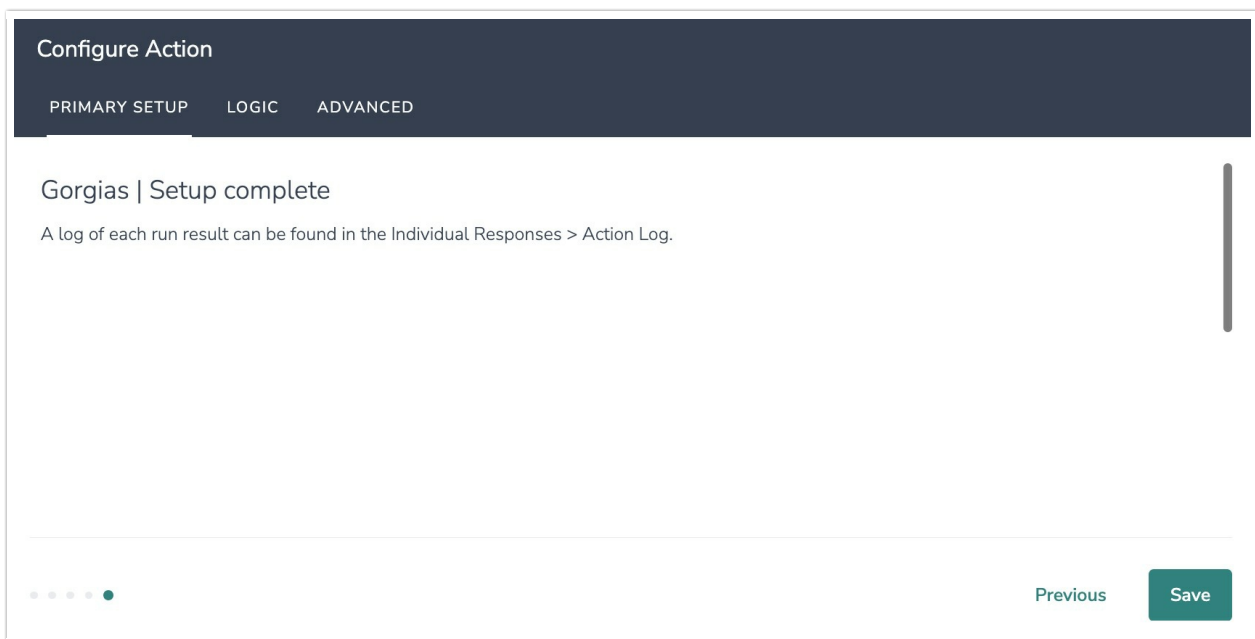 Configure Action
PRIMARY SETUP LOGIC ADVANCED
Gorgias | Setup complete
A log of each run result can be found in the Individual Responses > Action Log.
Previous Save